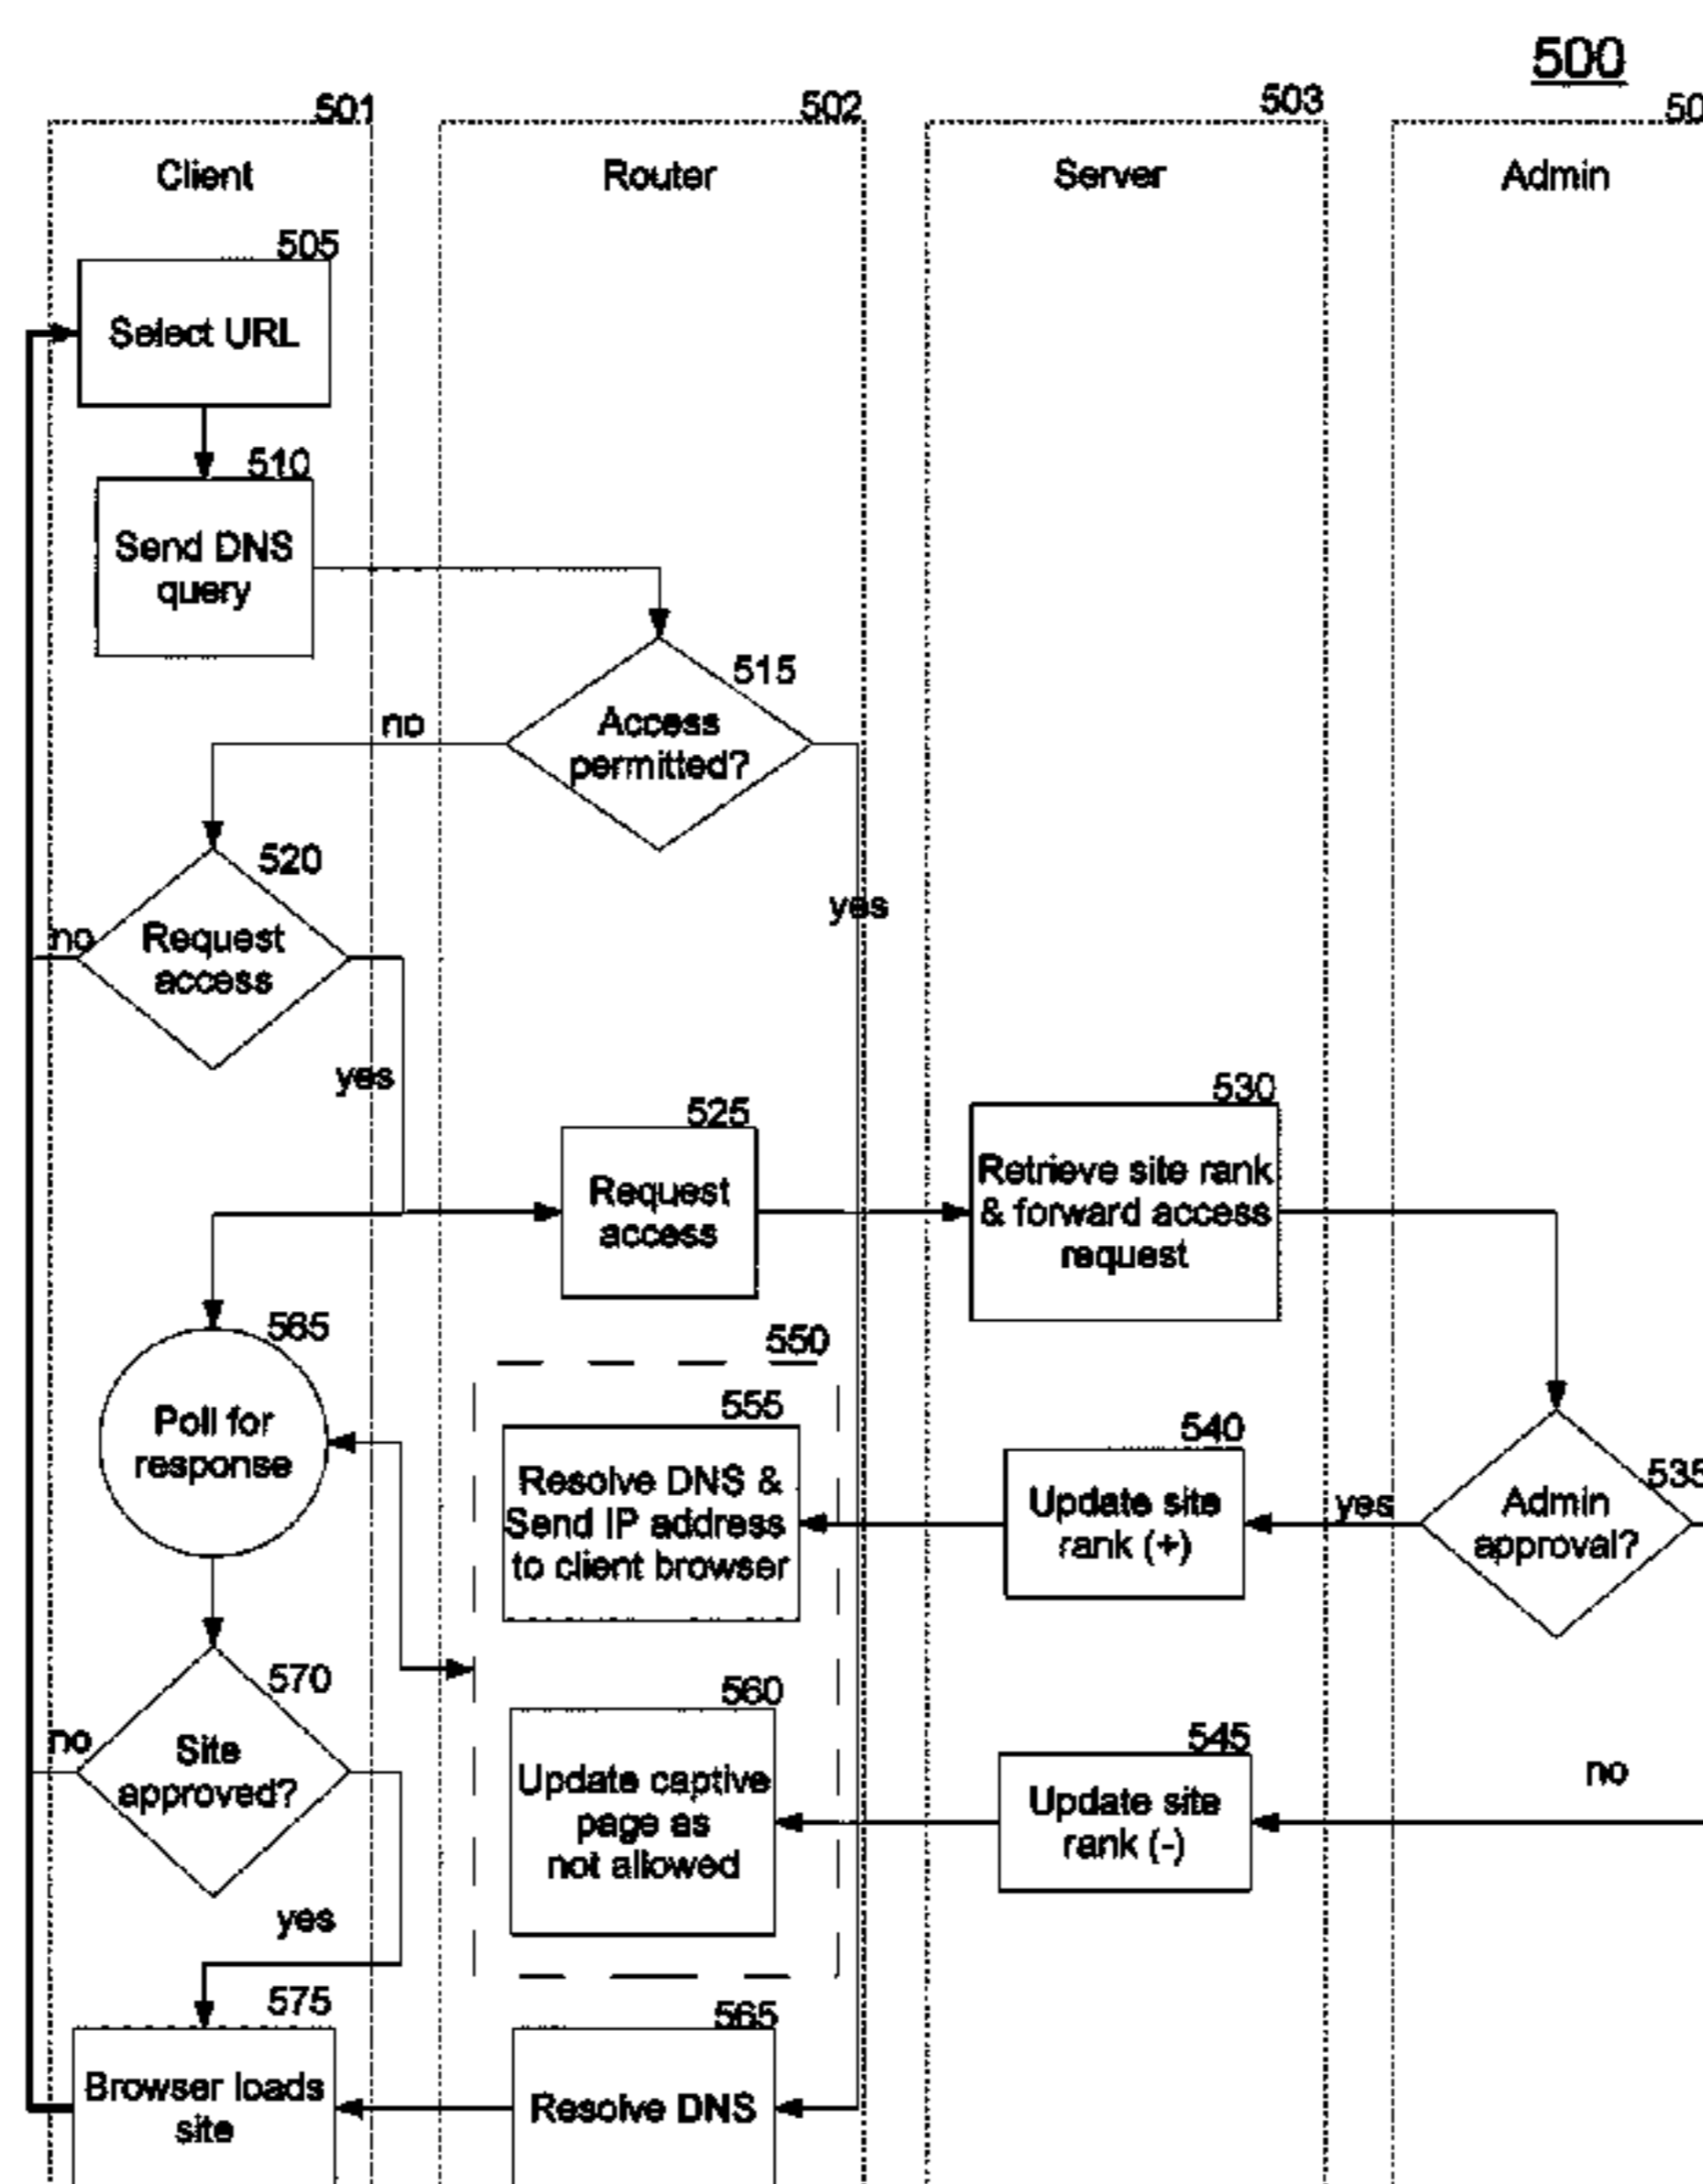 500
501
502
503
50
Client
Router
Server
Admin
505
Select URL
510
Send DNS
query
515
Access
permitted?
no
yes
520
Request
access
no
yes
525
Request
access
530
Retrieve site rank
& forward access
request
565
Poll for
response
550
555
Resolve DNS &
Send IP address
to client browser
540
Update site
rank (+)
yes
535
Admin
approval?
570
Site
approved?
no
yes
560
Update captive
page as
not allowed
545
Update site
rank (-)
no
575
Browser loads
site
565
Resolve DNS